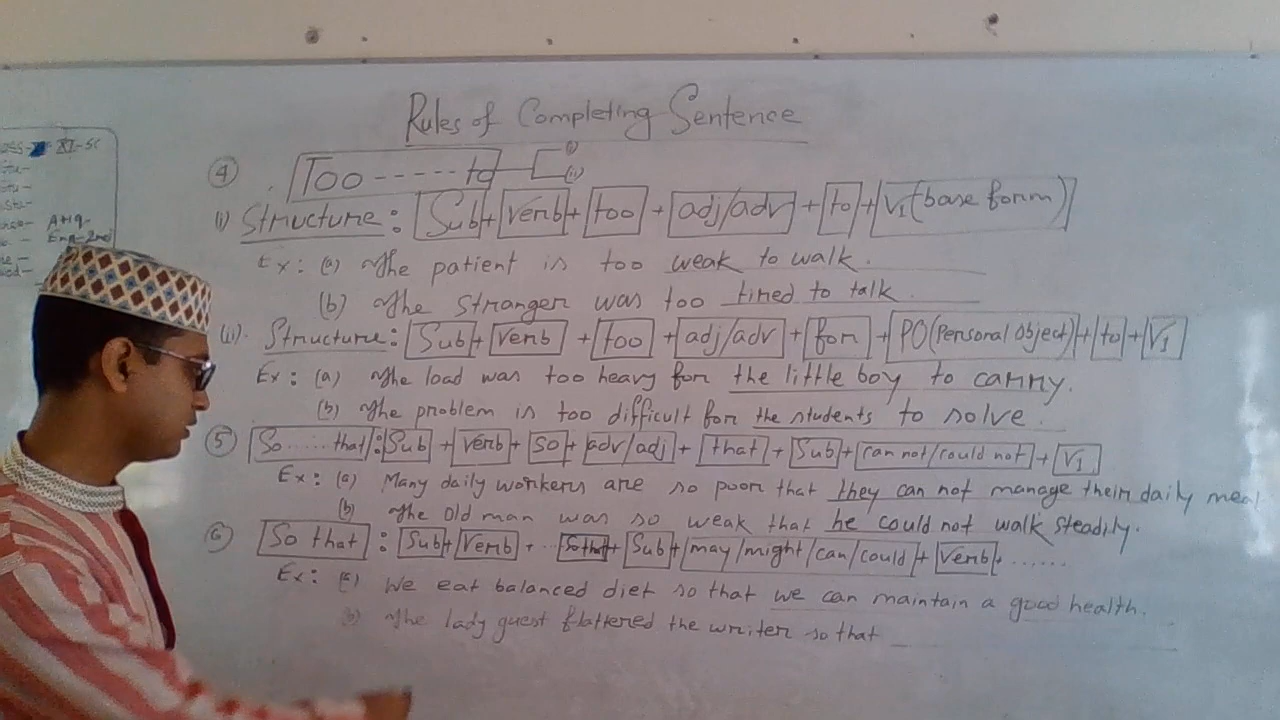 Rules of Completing Sentence
④ Too ----- to (i) (ii)
(i) Structure: Sub + Verb + too + adj/adv + to + V₁(base form)
Ex: (a) The patient is too weak to walk.
(b) The stranger was too tired to talk.
(ii). Structure: Sub + Verb + too + adj/adv + for + PO(Personal Object) + to + V₁
Ex: (a) The load was too heavy for the little boy to carry.
(b) The problem is too difficult for the students to solve.
⑤ So ...... that: Sub + Verb + so + adv/adj + that + Sub + can not/could not + V₁
Ex: (a) Many daily workers are so poor that they can not manage their daily meal
(b) The old man was so weak that he could not walk steadily.
⑥ So that: Sub + Verb + ... So that + Sub + may/might/can/could + Verb + ......
Ex: (a) We eat balanced diet so that we can maintain a good health.
(b) The lady guest flattered the writer so that
XI-Sc